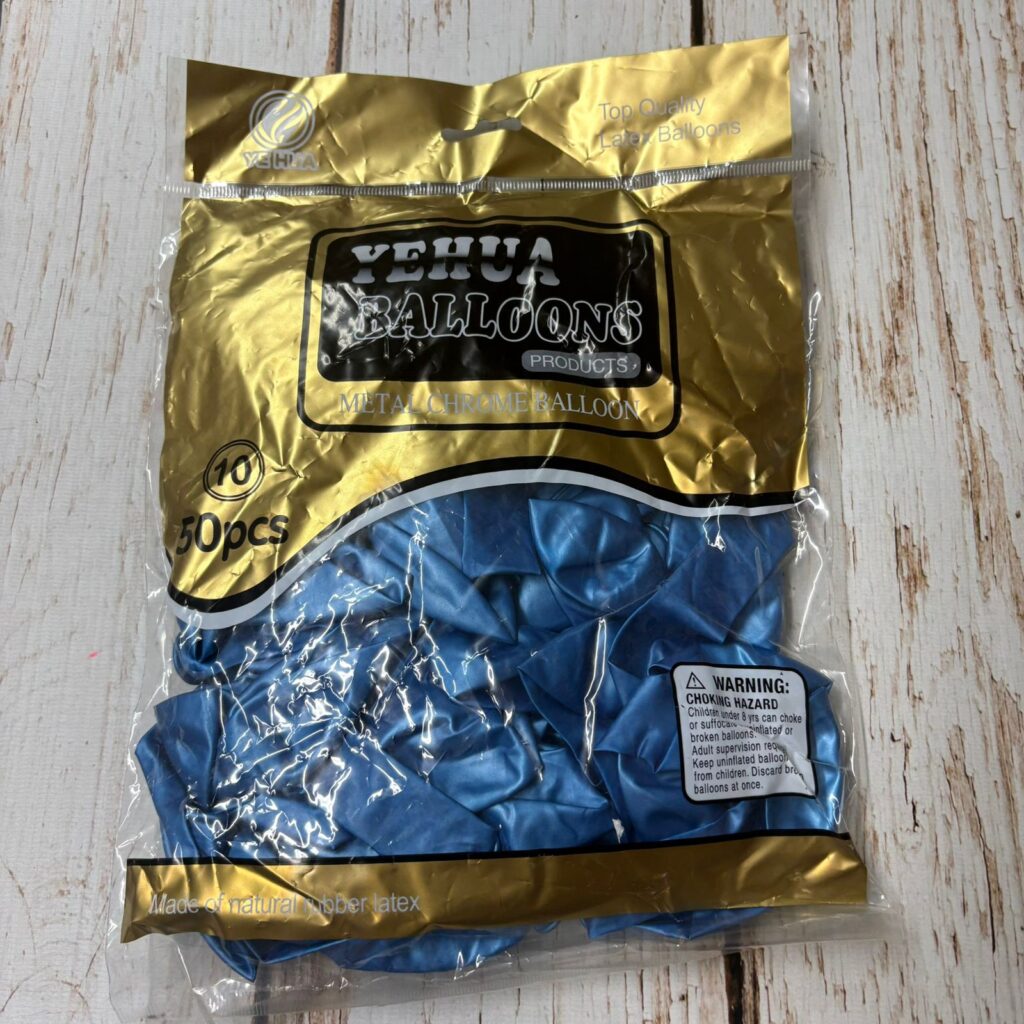 YEHUA
Top Quality
Latex Balloons
YEHUA
BALLOONS
PRODUCTS
METAL CHROME BALLOON
10
50pcs
WARNING:
CHOKING HAZARD
Children under 8 yrs can choke
or suffocate uninflated or
broken balloons.
Adult supervision
Keep uninflated
from children. Discard
balloons at once.
Made of natural rubber latex